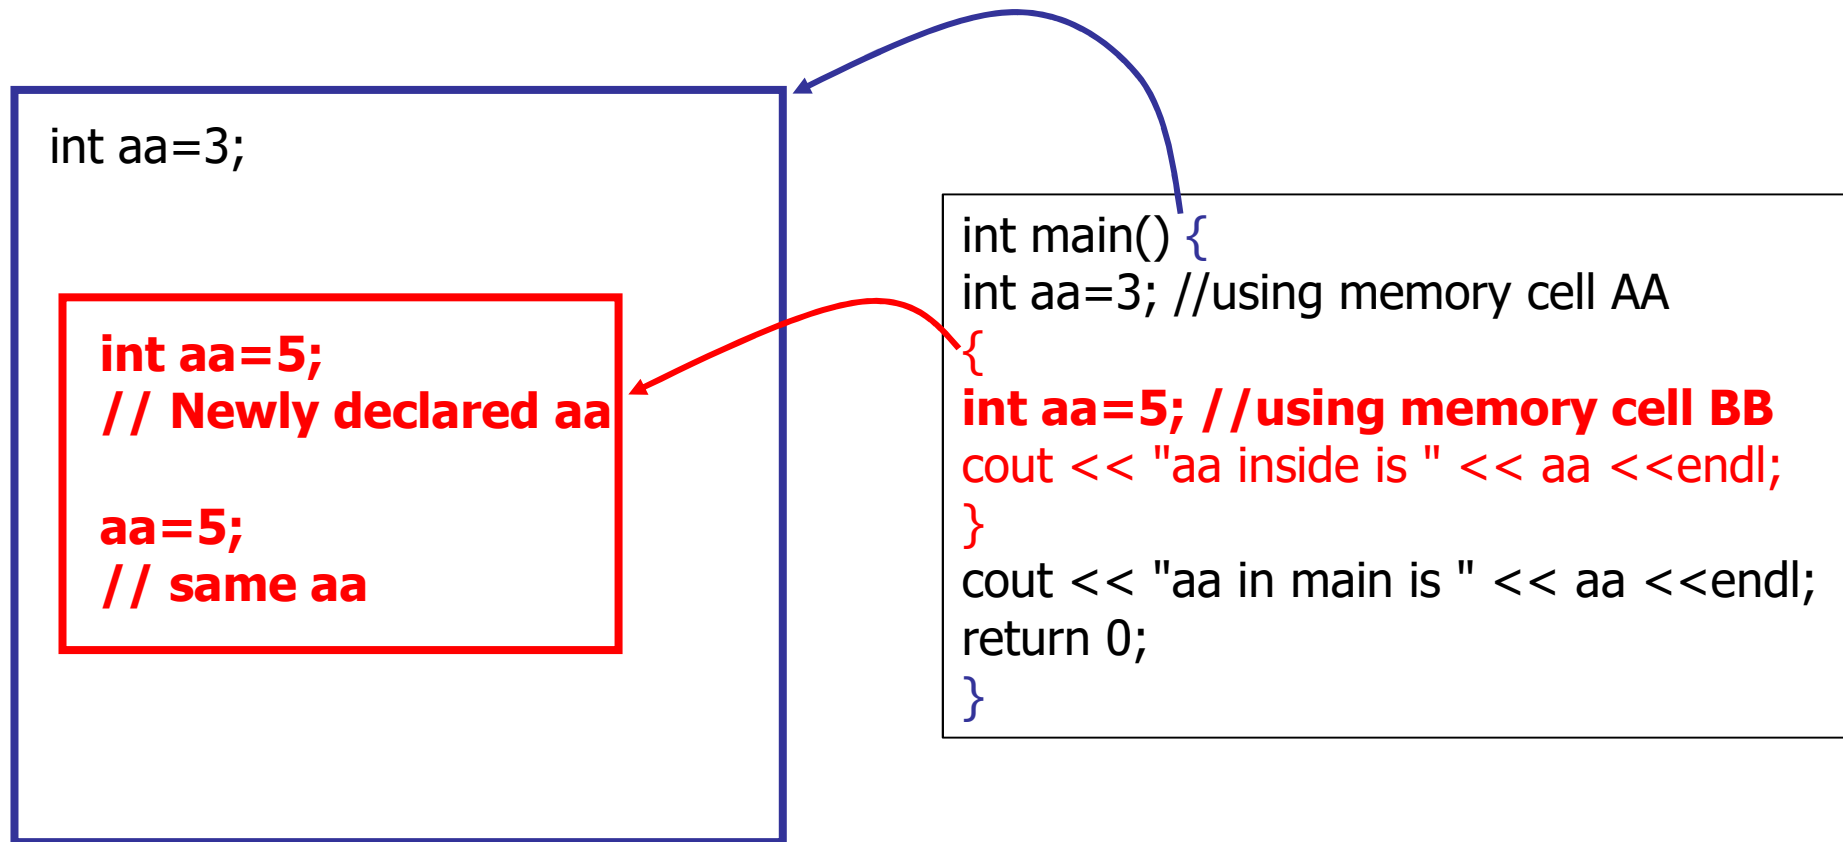 int aa=3;
int aa=5;
// Newly declared aa
aa=5;
// same aa
int main() {
int aa=3; //using memory cell AA
{
int aa=5; //using memory cell BB
cout << "aa inside is " << aa <<endl;
}
cout << "aa in main is " << aa <<endl;
return 0;
}